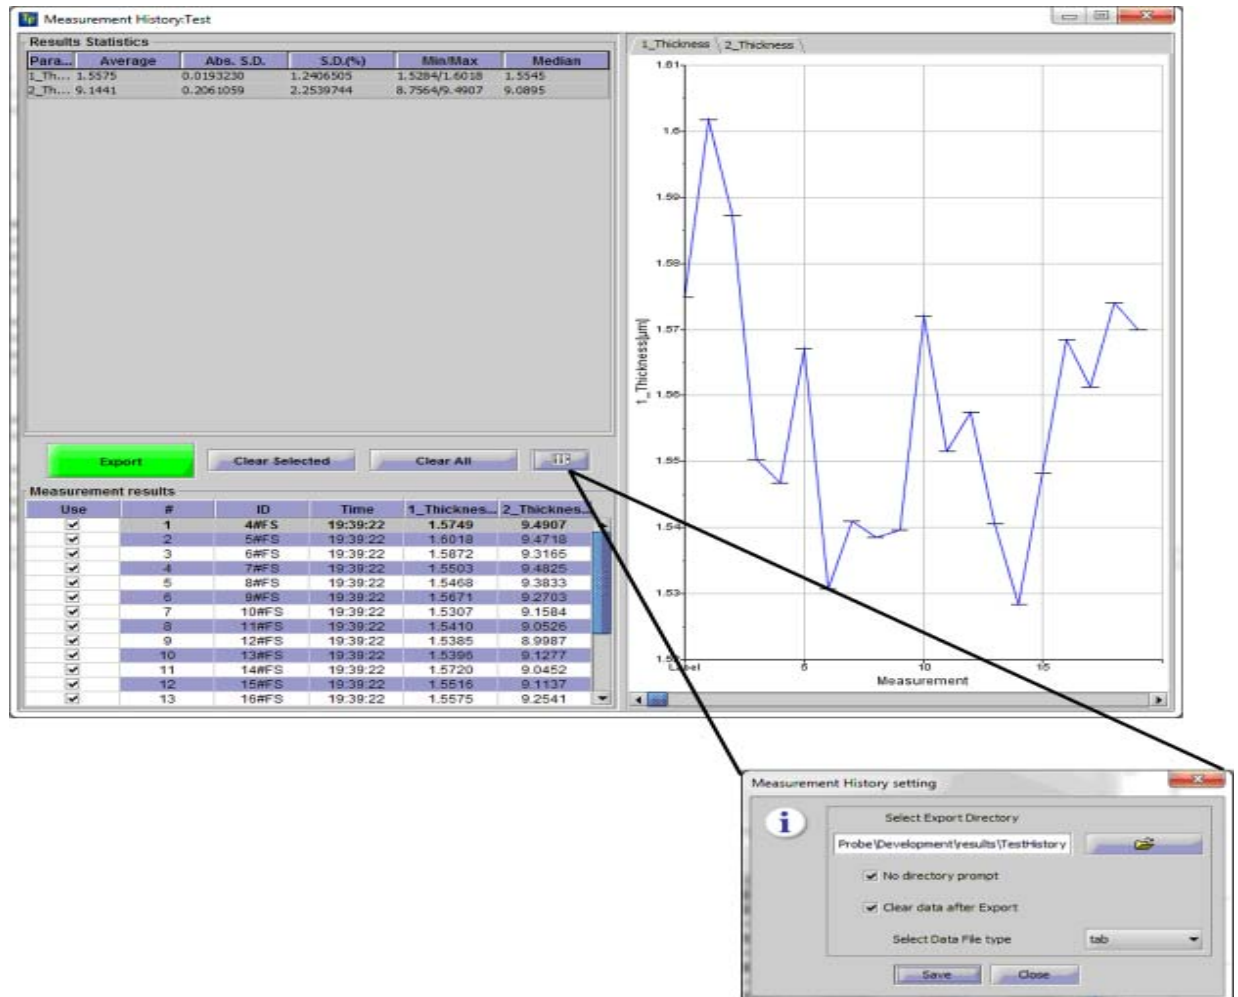 Measurement History:Test
Results Statistics
Para... Average Abs. S.D. S.D.(%) Min/Max Median
1_Th... 1.5575 0.0193230 1.2406505 1.5284/1.6018 1.5545
2_Th... 9.1441 0.2061059 2.2539744 8.7564/9.4907 9.0895
Export Clear Selected Clear All
Measurement results
Use # ID Time 1_Thicknes... 2_Thicknes...
1 4#FS 19:39:22 1.5749 9.4907
2 5#FS 19:39:22 1.6018 9.4718
3 6#FS 19:39:22 1.5872 9.3165
4 7#FS 19:39:22 1.5503 9.4825
5 8#FS 19:39:22 1.5468 9.3833
6 9#FS 19:39:22 1.5671 9.2703
7 10#FS 19:39:22 1.5307 9.1584
8 11#FS 19:39:22 1.5410 9.0526
9 12#FS 19:39:22 1.5385 8.9987
10 13#FS 19:39:22 1.5396 9.1277
11 14#FS 19:39:22 1.5720 9.0452
12 15#FS 19:39:22 1.5516 9.1137
13 16#FS 19:39:22 1.5575 9.2541
1_Thickness 2_Thickness
1.61
1.6
1.59
1.58
1.57
1.56
1.55
1.54
1.53
1_Thickness[µm]
Label 5 10 15
Measurement
Measurement History setting
Select Export Directory
Probe\Development\results\TestHistory
No directory prompt
Clear data after Export
Select Data File type tab
Save Close